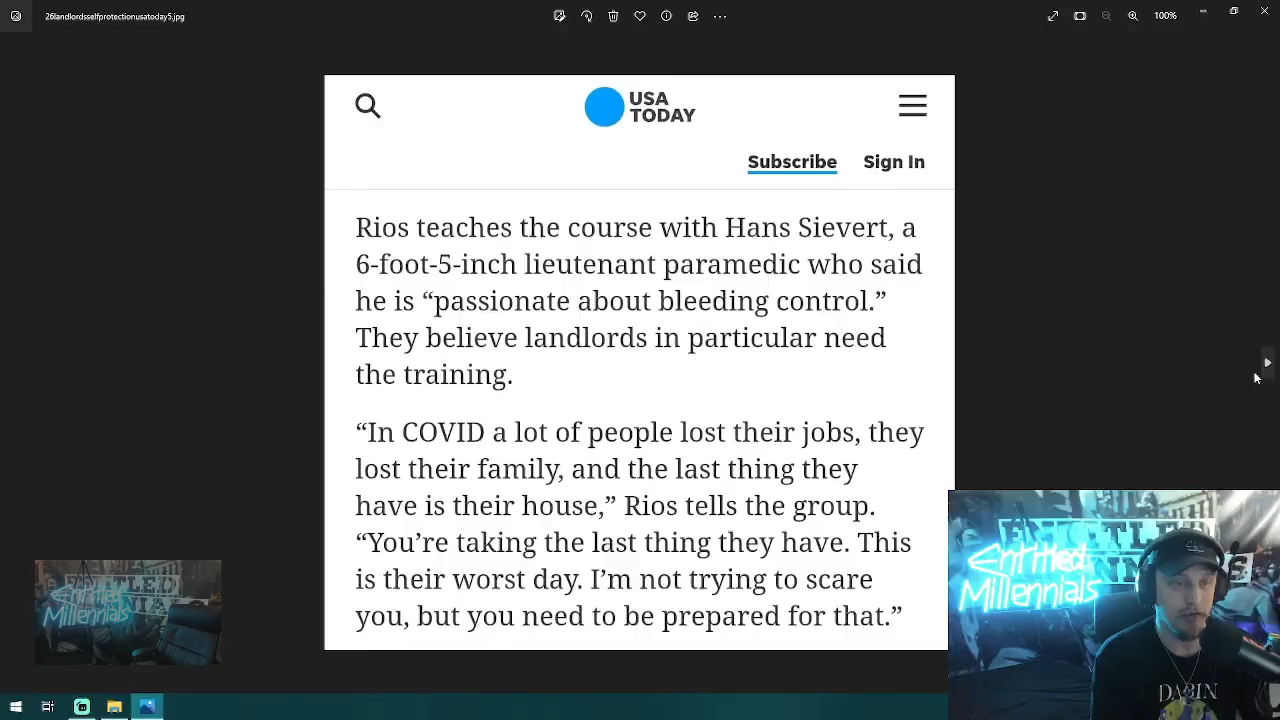 26landlordsselfprotectionusatoday5.jpg
100%
USA
TODAY
Subscribe Sign In
Rios teaches the course with Hans Sievert, a
6-foot-5-inch lieutenant paramedic who said
he is “passionate about bleeding control.”
They believe landlords in particular need
the training.
“In COVID a lot of people lost their jobs, they
lost their family, and the last thing they
have is their house,” Rios tells the group.
“You’re taking the last thing they have. This
is their worst day. I’m not trying to scare
you, but you need to be prepared for that.”
Entitled
Millennials
Entitled
Millennials
DABIN